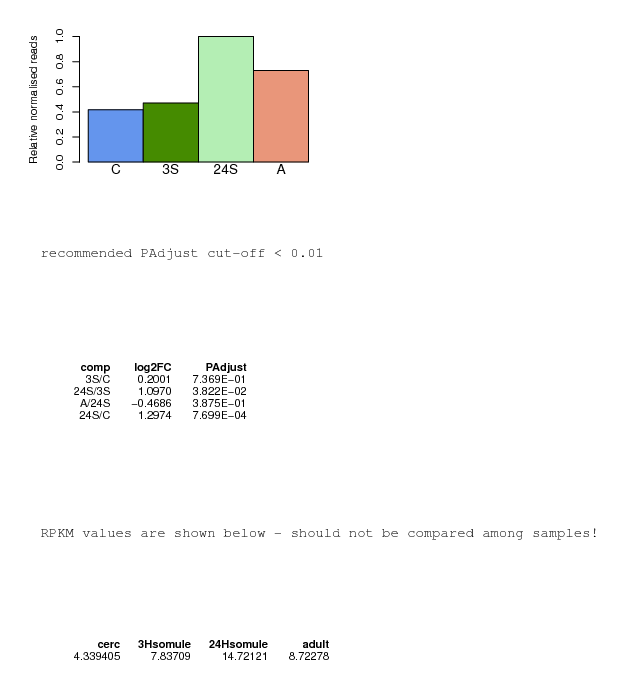 Relative normalised reads
1.0
0.8
0.6
0.4
0.2
0.0
C 3S 24S A
recommended PAdjust cut-off < 0.01
comp log2FC PAdjust
3S/C 0.2001 7.369E−01
24S/3S 1.0970 3.822E−02
A/24S −0.4686 3.875E−01
24S/C 1.2974 7.699E−04
RPKM values are shown below - should not be compared among samples!
cerc 3Hsomule 24Hsomule adult
4.339405 7.83709 14.72121 8.72278